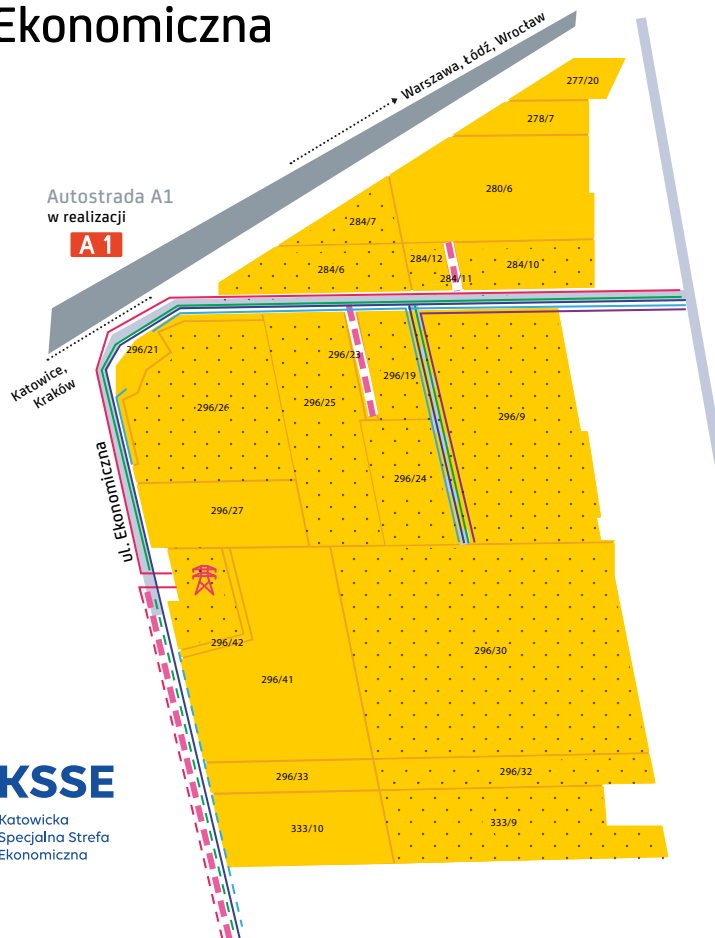 Ekonomiczna
Warszawa, Łódź, Wrocław
277/20
278/7
280/6
Autostrada A1
w realizacji
A 1
284/7
284/12
284/6
284/11
284/10
296/21
296/23
Katowice,
Kraków
296/19
296/26
296/25
296/9
ul. Ekonomiczna
296/24
296/27
296/42
296/30
296/41
296/33
296/32
KSSE
Katowicka
Specjalna Strefa
Ekonomiczna
333/10
333/9